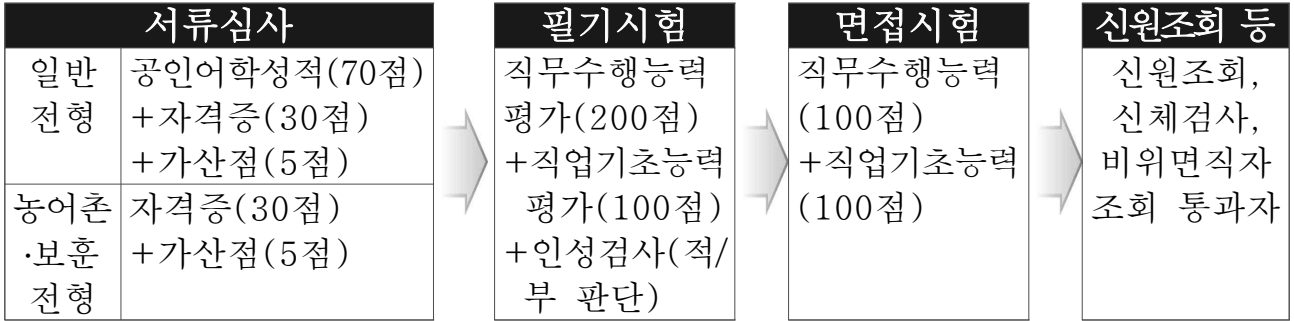 서류심사
일반
전형
공인어학성적(70점)
+자격증(30점)
+가산점(5점)
농어촌
·보훈
전형
자격증(30점)
+가산점(5점)
필기시험
직무수행능력
평가(200점)
+직업기초능력
평가(100점)
+인성검사(적/
부 판단)
면접시험
직무수행능력
(100점)
+직업기초능력
(100점)
신원조회 등
신원조회,
신체검사,
비위면직자
조회 통과자